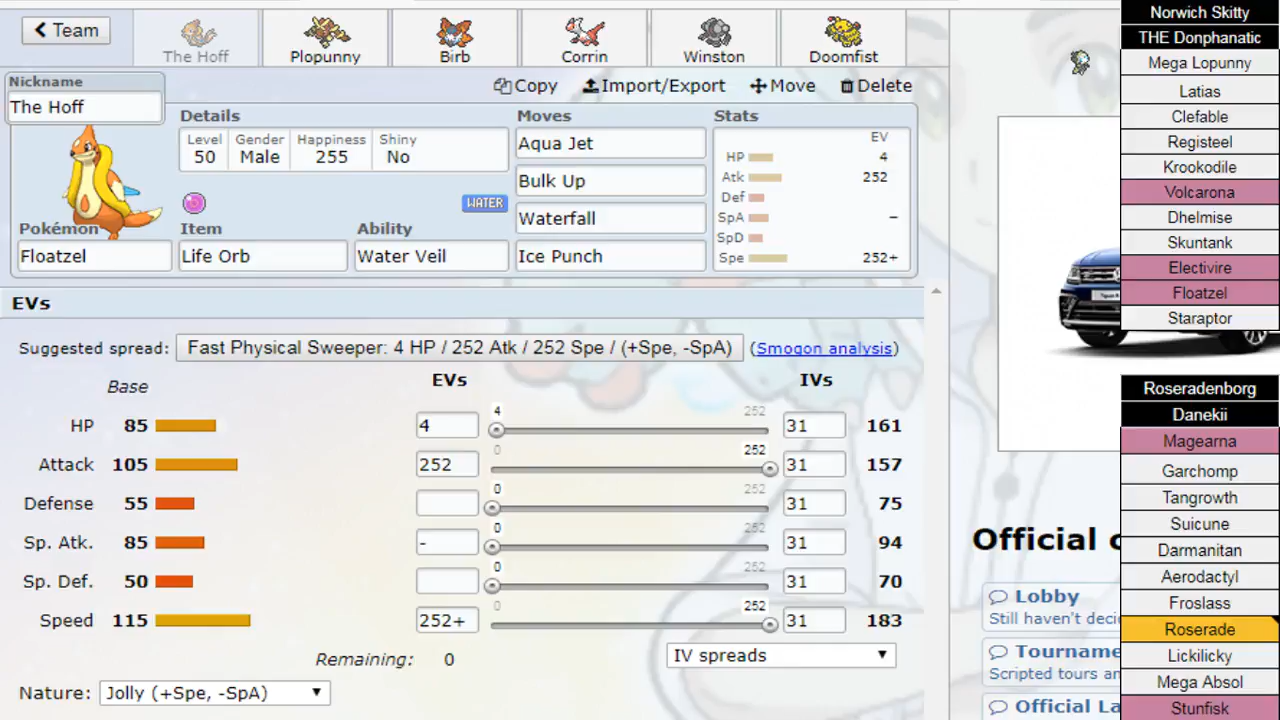 Team
The Hoff
Plopunny
Birb
Corrin
Winston
Doomfist
Copy
Import/Export
Move
Delete
Nickname
The Hoff
Details
Level
50
Gender
Male
Happiness
255
Shiny
No
WATER
Pokémon
Floatzel
Item
Life Orb
Ability
Water Veil
Moves
Aqua Jet
Bulk Up
Waterfall
Ice Punch
Stats
EV
HP 4
Atk 252
Def
SpA –
SpD
Spe 252+
EVs
Suggested spread: Fast Physical Sweeper: 4 HP / 252 Atk / 252 Spe / (+Spe, -SpA) (Smogon analysis)
Base EVs IVs
4 252
HP 85 4 31 161
0 252
Attack 105 252 31 157
0 252
Defense 55 31 75
0 252
Sp. Atk. 85 - 31 94
0 252
Sp. Def. 50 31 70
0 252
Speed 115 252+ 31 183
Remaining: 0
IV spreads
Nature: Jolly (+Spe, -SpA)
Official c
Lobby
Still haven't deci
Tourname
Scripted tours an
Official La
Norwich Skitty
THE Donphanatic
Mega Lopunny
Latias
Clefable
Registeel
Krookodile
Volcarona
Dhelmise
Skuntank
Electivire
Floatzel
Staraptor
Roseradenborg
Danekii
Magearna
Garchomp
Tangrowth
Suicune
Darmanitan
Aerodactyl
Froslass
Roserade
Lickilicky
Mega Absol
Stunfisk